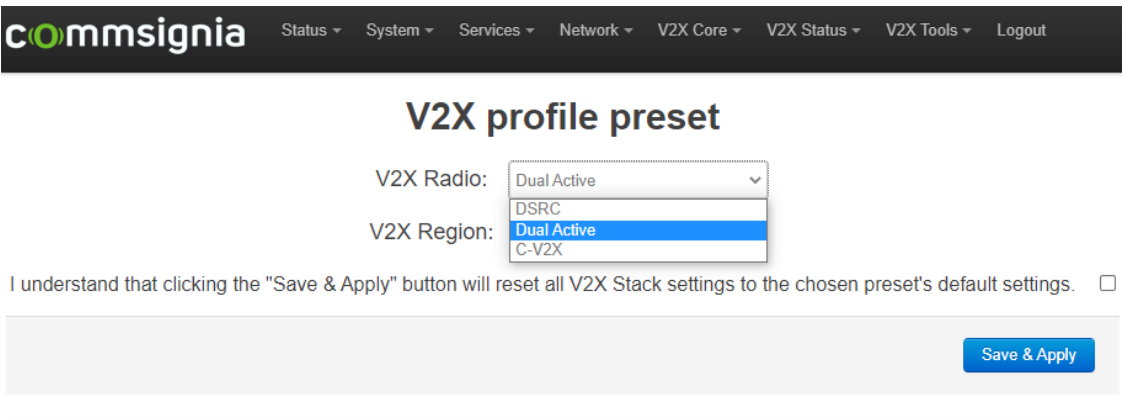 commsignia Status System Services Network V2X Core V2X Status V2X Tools Logout
V2X profile preset
V2X Radio: Dual Active
DSRC
V2X Region: Dual Active
C-V2X
I understand that clicking the "Save & Apply" button will reset all V2X Stack settings to the chosen preset's default settings.
Save & Apply